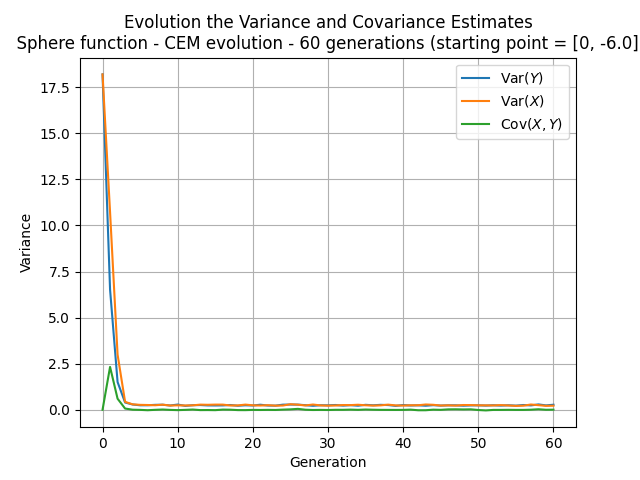 Evolution the Variance and Covariance Estimates
Sphere function - CEM evolution - 60 generations (starting point = [0, -6.0]
Var(Y)
Var(X)
Cov(X, Y)
17.5
15.0
12.5
10.0
7.5
5.0
2.5
0.0
Variance
0 10 20 30 40 50 60
Generation